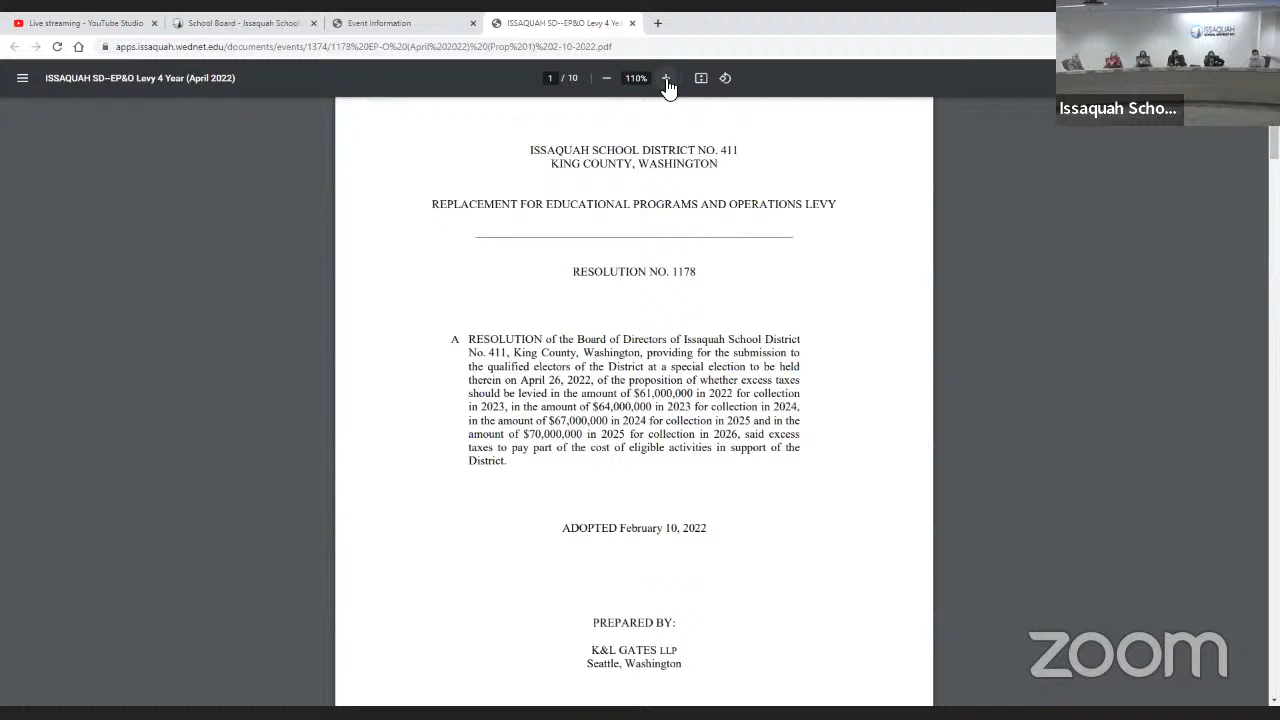 Live streaming - YouTube Studio
School Board - Issaquah School
Event Information
ISSAQUAH SD--EP&O Levy 4 Ye
apps.issaquah.wednet.edu/documents/events/1374/1178%20EP-O%20(April%202022)%20(Prop%201)%202-10-2022.pdf
ISSAQUAH SD--EP&O Levy 4 Year (April 2022)
1 / 10
110%
ISSAQUAH
Issaquah Scho...
ISSAQUAH SCHOOL DISTRICT NO. 411
KING COUNTY, WASHINGTON
REPLACEMENT FOR EDUCATIONAL PROGRAMS AND OPERATIONS LEVY
RESOLUTION NO. 1178
A RESOLUTION of the Board of Directors of Issaquah School District
No. 411, King County, Washington, providing for the submission to
the qualified electors of the District at a special election to be held
therein on April 26, 2022, of the proposition of whether excess taxes
should be levied in the amount of $61,000,000 in 2022 for collection
in 2023, in the amount of $64,000,000 in 2023 for collection in 2024,
in the amount of $67,000,000 in 2024 for collection in 2025 and in the
amount of $70,000,000 in 2025 for collection in 2026, said excess
taxes to pay part of the cost of eligible activities in support of the
District.
ADOPTED February 10, 2022
PREPARED BY:
K&L GATES LLP
Seattle, Washington
zoom